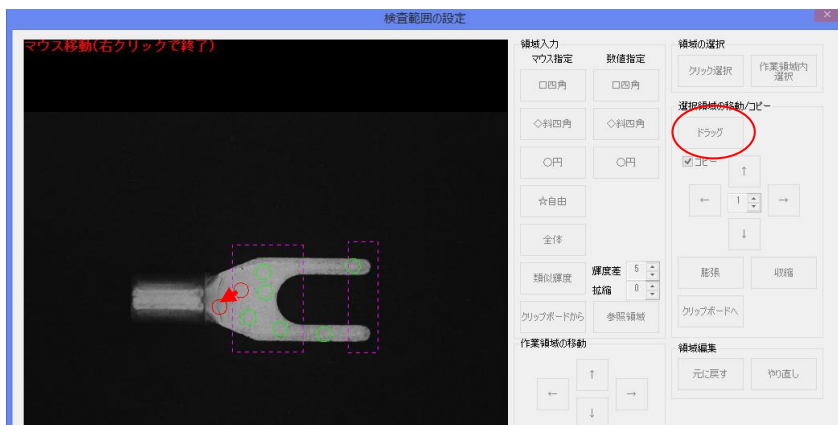 検査範囲の設定
マウス移動(右クリックで終了)
領域入力
マウス指定
数値指定
□四角
□四角
◇斜四角
◇斜四角
○円
○円
☆自由
全体
類似輝度
輝度差
5
拡縮
0
クリップボードから
参照領域
作業領域の移動
↑
←
→
↓
領域の選択
クリック選択
作業領域内
選択
選択領域の移動/コピー
ドラッグ
コピー
↑
←
1
→
↓
膨張
収縮
クリップボードへ
領域編集
元に戻す
やり直し